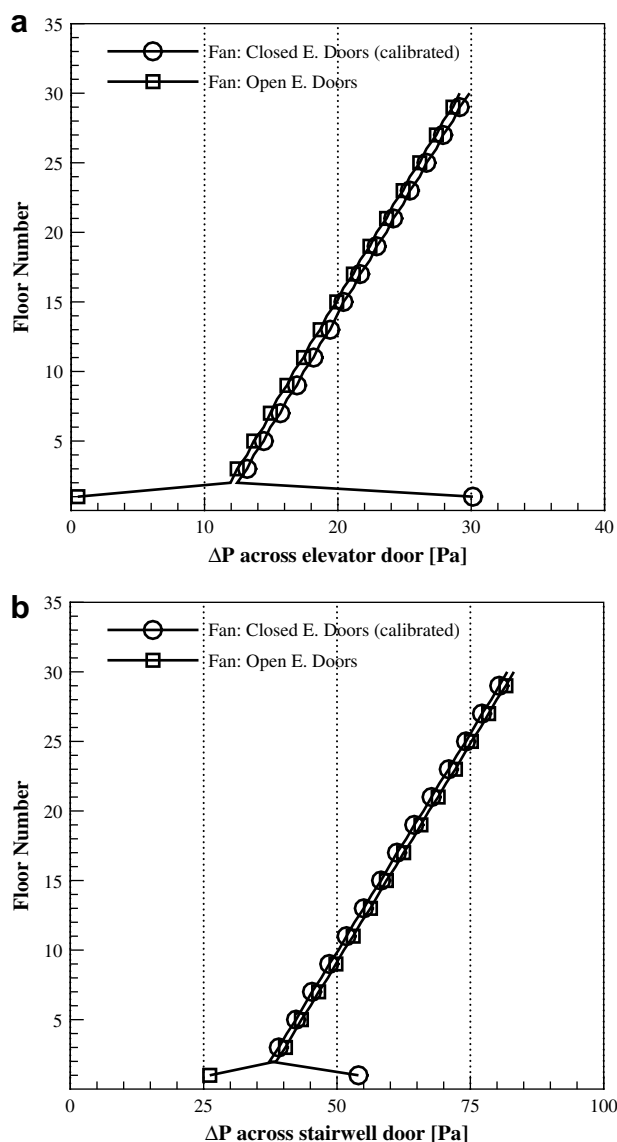 a
35
Fan: Closed E. Doors (calibrated)
30
Fan: Open E. Doors
25
Floor Number
20
15
10
5
0 10 20 30 40
ΔP across elevator door [Pa]
b
35
Fan: Closed E. Doors (calibrated)
30
Fan: Open E. Doors
25
Floor Number
20
15
10
5
0 25 50 75 100
ΔP across stairwell door [Pa]